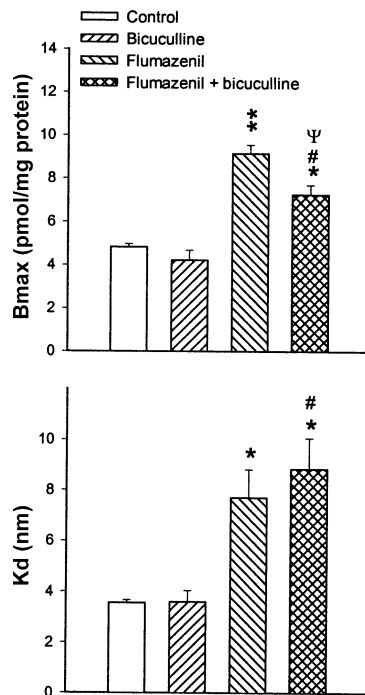 Control
Bicuculline
Flumazenil
Flumazenil + bicuculline
14
12
10
8
6
4
2
0
Bmax (pmol/mg protein)
**
Ψ
#
*
10
8
6
4
2
0
Kd (nm)
*
#
*